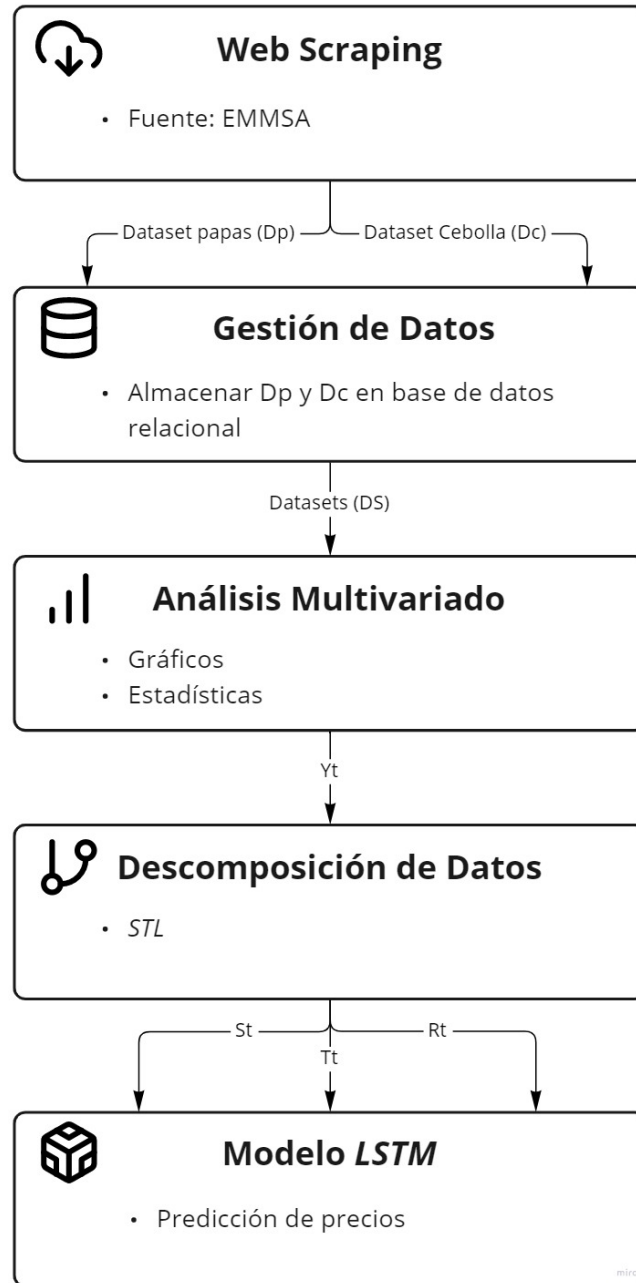 Web Scraping
• Fuente: EMMSA
Dataset papas (Dp)
Dataset Cebolla (Dc)
Gestión de Datos
• Almacenar Dp y Dc en base de datos
relacional
Datasets (DS)
Análisis Multivariado
• Gráficos
• Estadísticas
Yt
Descomposición de Datos
• STL
St
Rt
Tt
Modelo LSTM
• Predicción de precios
miro